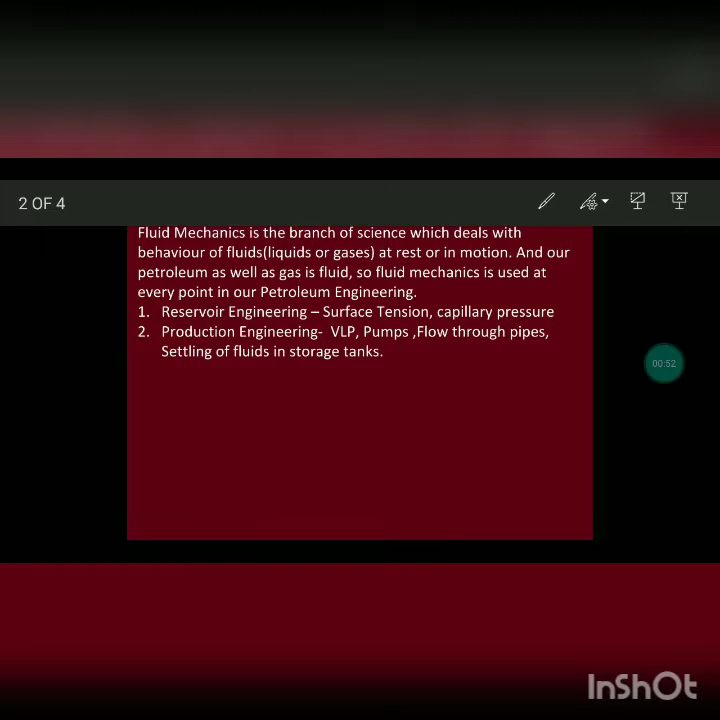 2 OF 4
Fluid Mechanics is the branch of science which deals with
behaviour of fluids(liquids or gases) at rest or in motion. And our
petroleum as well as gas is fluid, so fluid mechanics is used at
every point in our Petroleum Engineering.
1. Reservoir Engineering – Surface Tension, capillary pressure
2. Production Engineering- VLP, Pumps ,Flow through pipes,
Settling of fluids in storage tanks.
00:52
InShOt